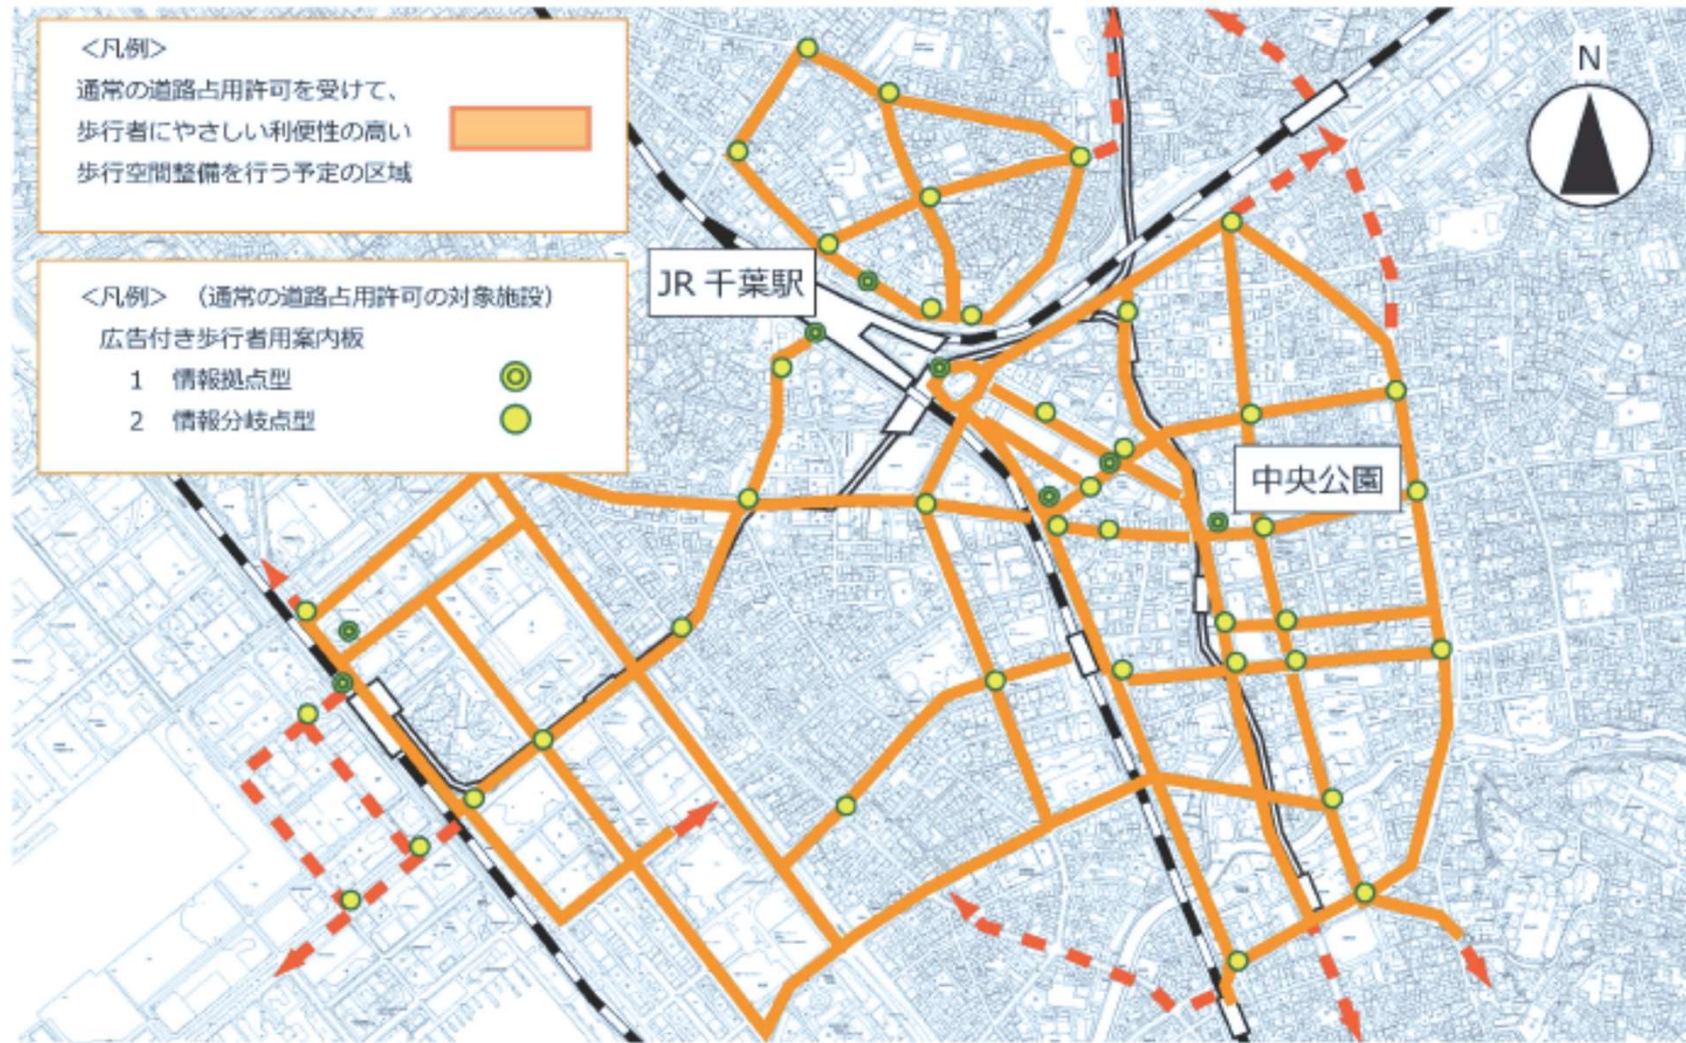 <凡例>
通常の道路占用許可を受けて、
歩行者にやさしい利便性の高い
歩行空間整備を行う予定の区域
<凡例> (通常の道路占用許可の対象施設)
広告付き歩行者用案内板
1 情報拠点型
2 情報分岐点型
JR 千葉駅
中央公園
N